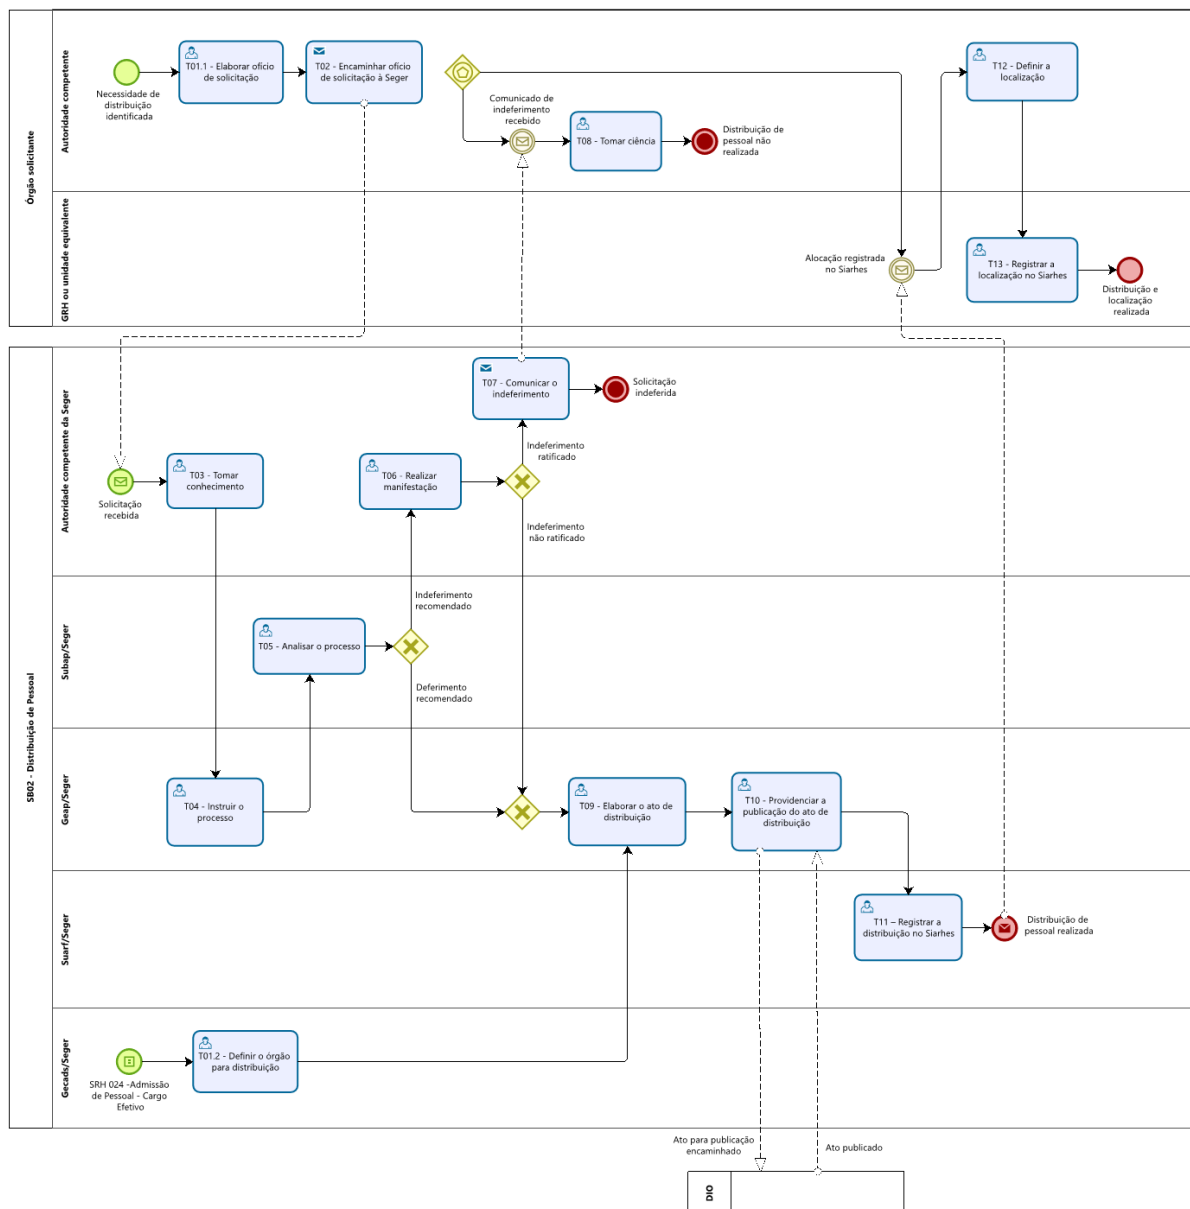 Órgão solicitante
Autoridade competente
Necessidade de
distribuição
identificada
T01.1 - Elaborar ofício
de solicitação
T02 - Encaminhar ofício
de solicitação à Seger
Comunicado de
indeferimento
recebido
T08 - Tomar ciência
Distribuição de
pessoal não
realizada
T12 - Definir a
localização
GRH ou unidade equivalente
Alocação registrada
no Siarhes
T13 - Registrar a
localização no Siarhes
Distribuição e
localização
realizada
SB02 - Distribuição de Pessoal
Autoridade competente da Seger
Solicitação
recebida
T03 - Tomar
conhecimento
T06 - Realizar
manifestação
T07 - Comunicar o
indeferimento
Solicitação
indeferida
Indeferimento
ratificado
Indeferimento
não ratificado
Subap/Seger
T05 - Analisar o processo
Indeferimento
recomendado
Deferimento
recomendado
Gedep/Seger
T04 - Instruir o
processo
T09 - Elaborar o ato de
distribuição
T10 - Providenciar a
publicação do ato de
distribuição
Suarf/Seger
T11 – Registrar a
distribuição no Siarhes
Distribuição de
pessoal realizada
Gecads/Seger
SRH 024 -Admissão
de Pessoal - Cargo
Efetivo
T01.2 - Definir o órgão
para distribuição
Ato para publicação
encaminhado
Ato publicado
DIO